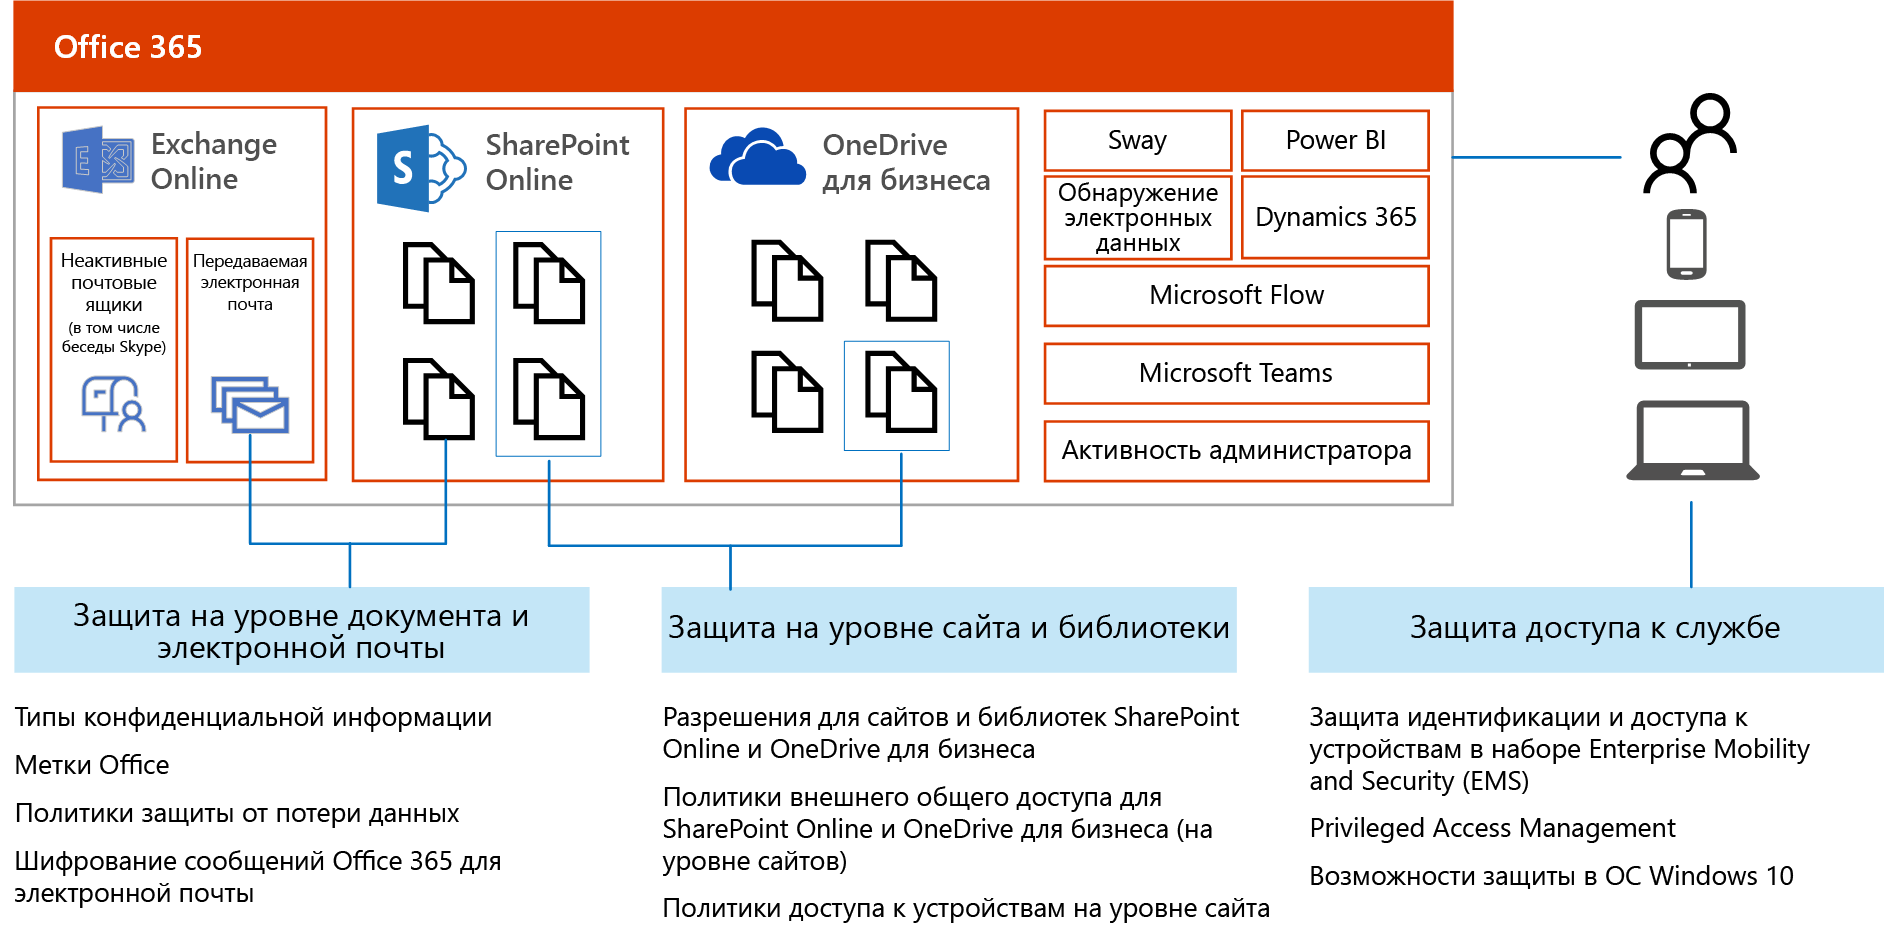 Office 365
Exchange
Online
Неактивные
почтовые
ящики
(в том числе
беседы Skype)
Передаваемая
электронная
почта
SharePoint
Online
OneDrive
для бизнеса
Sway
Power BI
Обнаружение
электронных
данных
Dynamics 365
Microsoft Flow
Microsoft Teams
Активность администратора
Защита на уровне документа и
электронной почты
Типы конфиденциальной информации
Метки Office
Политики защиты от потери данных
Шифрование сообщений Office 365 для
электронной почты
Защита на уровне сайта и библиотеки
Разрешения для сайтов и библиотек SharePoint
Online и OneDrive для бизнеса
Политики внешнего общего доступа для
SharePoint Online и OneDrive для бизнеса (на
уровне сайтов)
Политики доступа к устройствам на уровне сайта
Защита доступа к службе
Защита идентификации и доступа к
устройствам в наборе Enterprise Mobility
and Security (EMS)
Privileged Access Management
Возможности защиты в ОС Windows 10